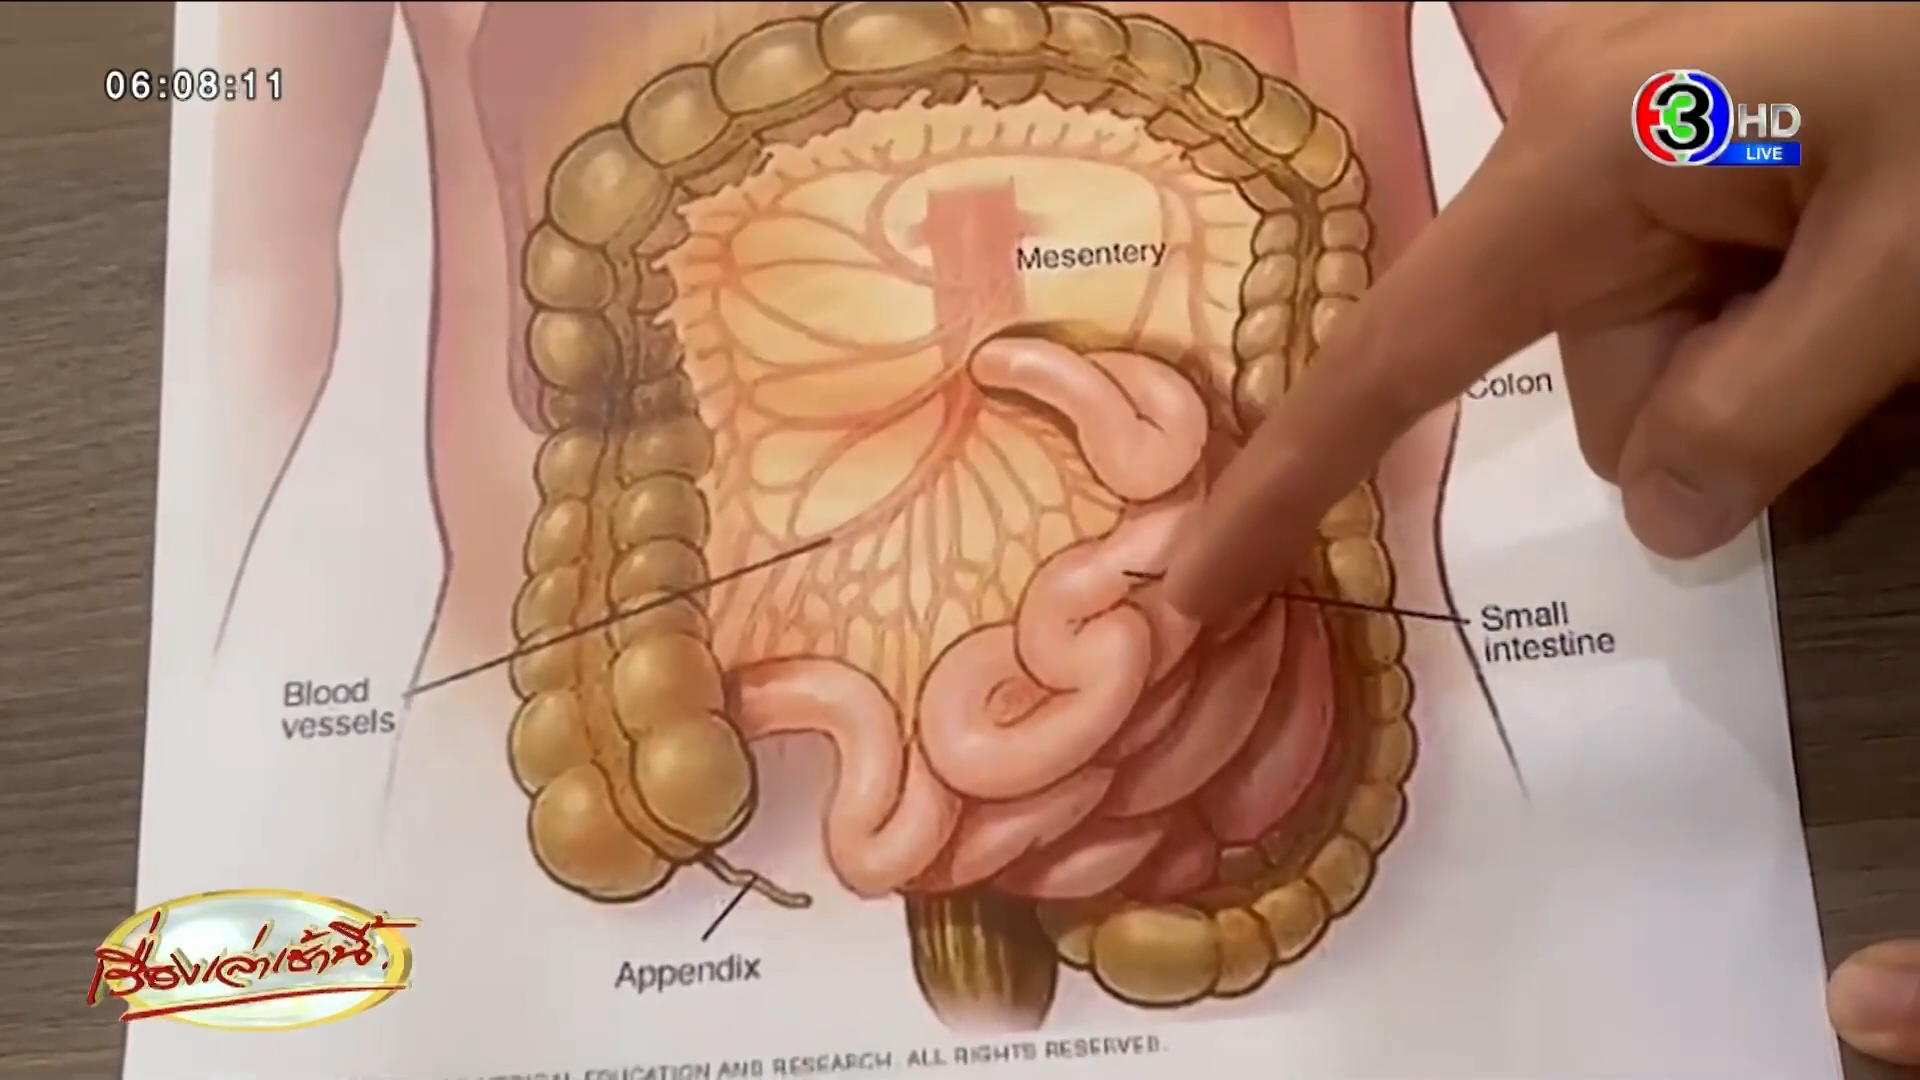 06:08:11
3 HD
LIVE
Mesentery
Colon
Small
intestine
Blood
vessels
Appendix
เรื่องเล่าเช้านี้
MEDICAL EDUCATION AND RESEARCH. ALL RIGHTS RESERVED.